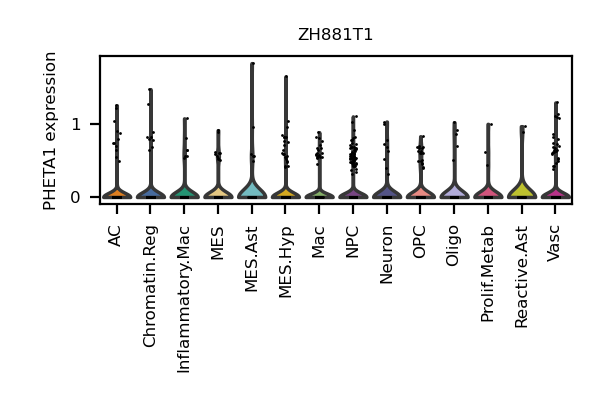 ZH881T1
PHETA1 expression
1
0
AC
Chromatin.Reg
Inflammatory.Mac
MES
MES.Ast
MES.Hyp
Mac
NPC
Neuron
OPC
Oligo
Prolif.Metab
Reactive.Ast
Vasc